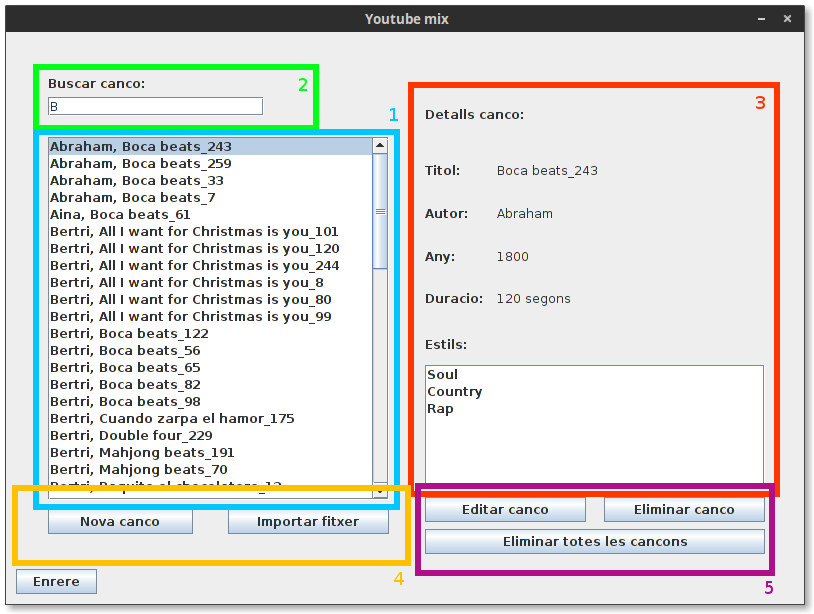 Youtube mix
Buscar canco:
2
B
1
Abraham, Boca beats_243
Abraham, Boca beats_259
Abraham, Boca beats_33
Abraham, Boca beats_7
Aina, Boca beats_61
Bertri, All I want for Christmas is you_101
Bertri, All I want for Christmas is you_120
Bertri, All I want for Christmas is you_244
Bertri, All I want for Christmas is you_8
Bertri, All I want for Christmas is you_80
Bertri, All I want for Christmas is you_99
Bertri, Boca beats_122
Bertri, Boca beats_56
Bertri, Boca beats_65
Bertri, Boca beats_82
Bertri, Boca beats_98
Bertri, Cuando zarpa el hamor_175
Bertri, Double four_229
Bertri, Mahjong beats_191
Bertri, Mahjong beats_70
Bertri,
Nova canco
Importar fitxer
4
Enrere
3
Detalls canco:
Titol: Boca beats_243
Autor: Abraham
Any: 1800
Duracio: 120 segons
Estils:
Soul
Country
Rap
Editar canco
Eliminar canco
Eliminar totes les cancons
5